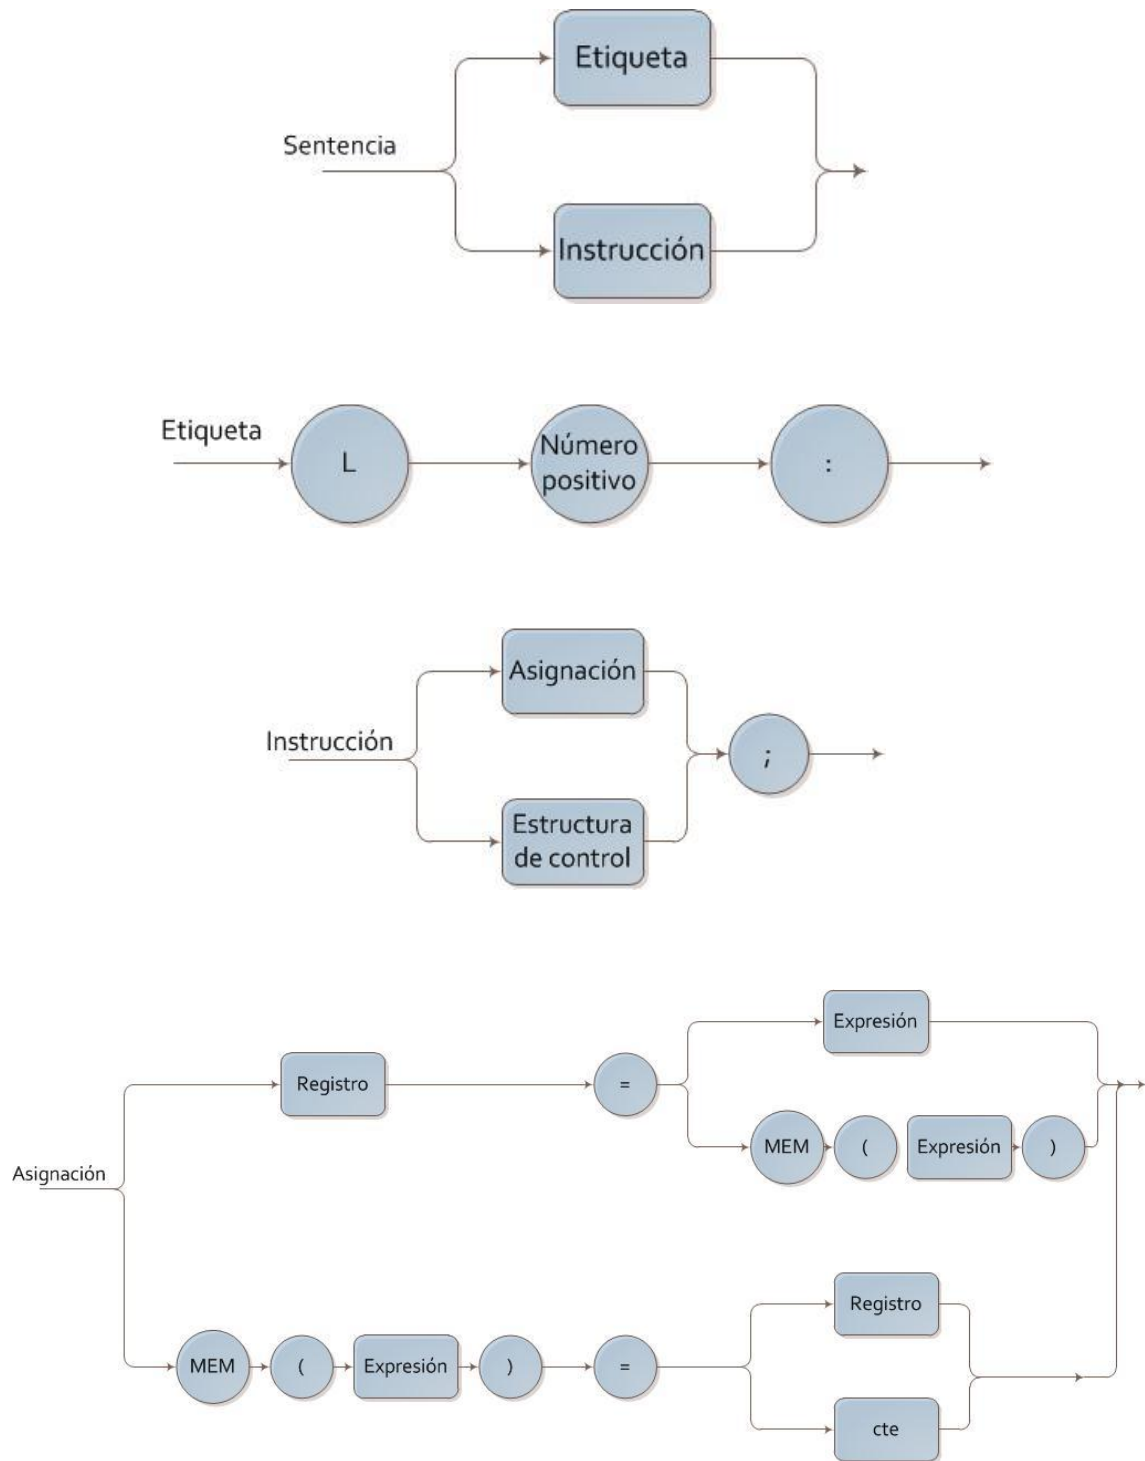 Etiqueta
Sentencia
Instrucción
Etiqueta
L
Número
positivo
:
Asignación
Instrucción
;
Estructura
de control
Expresión
Registro
=
MEM
(
Expresión
)
Asignación
Registro
MEM
(
Expresión
)
=
cte